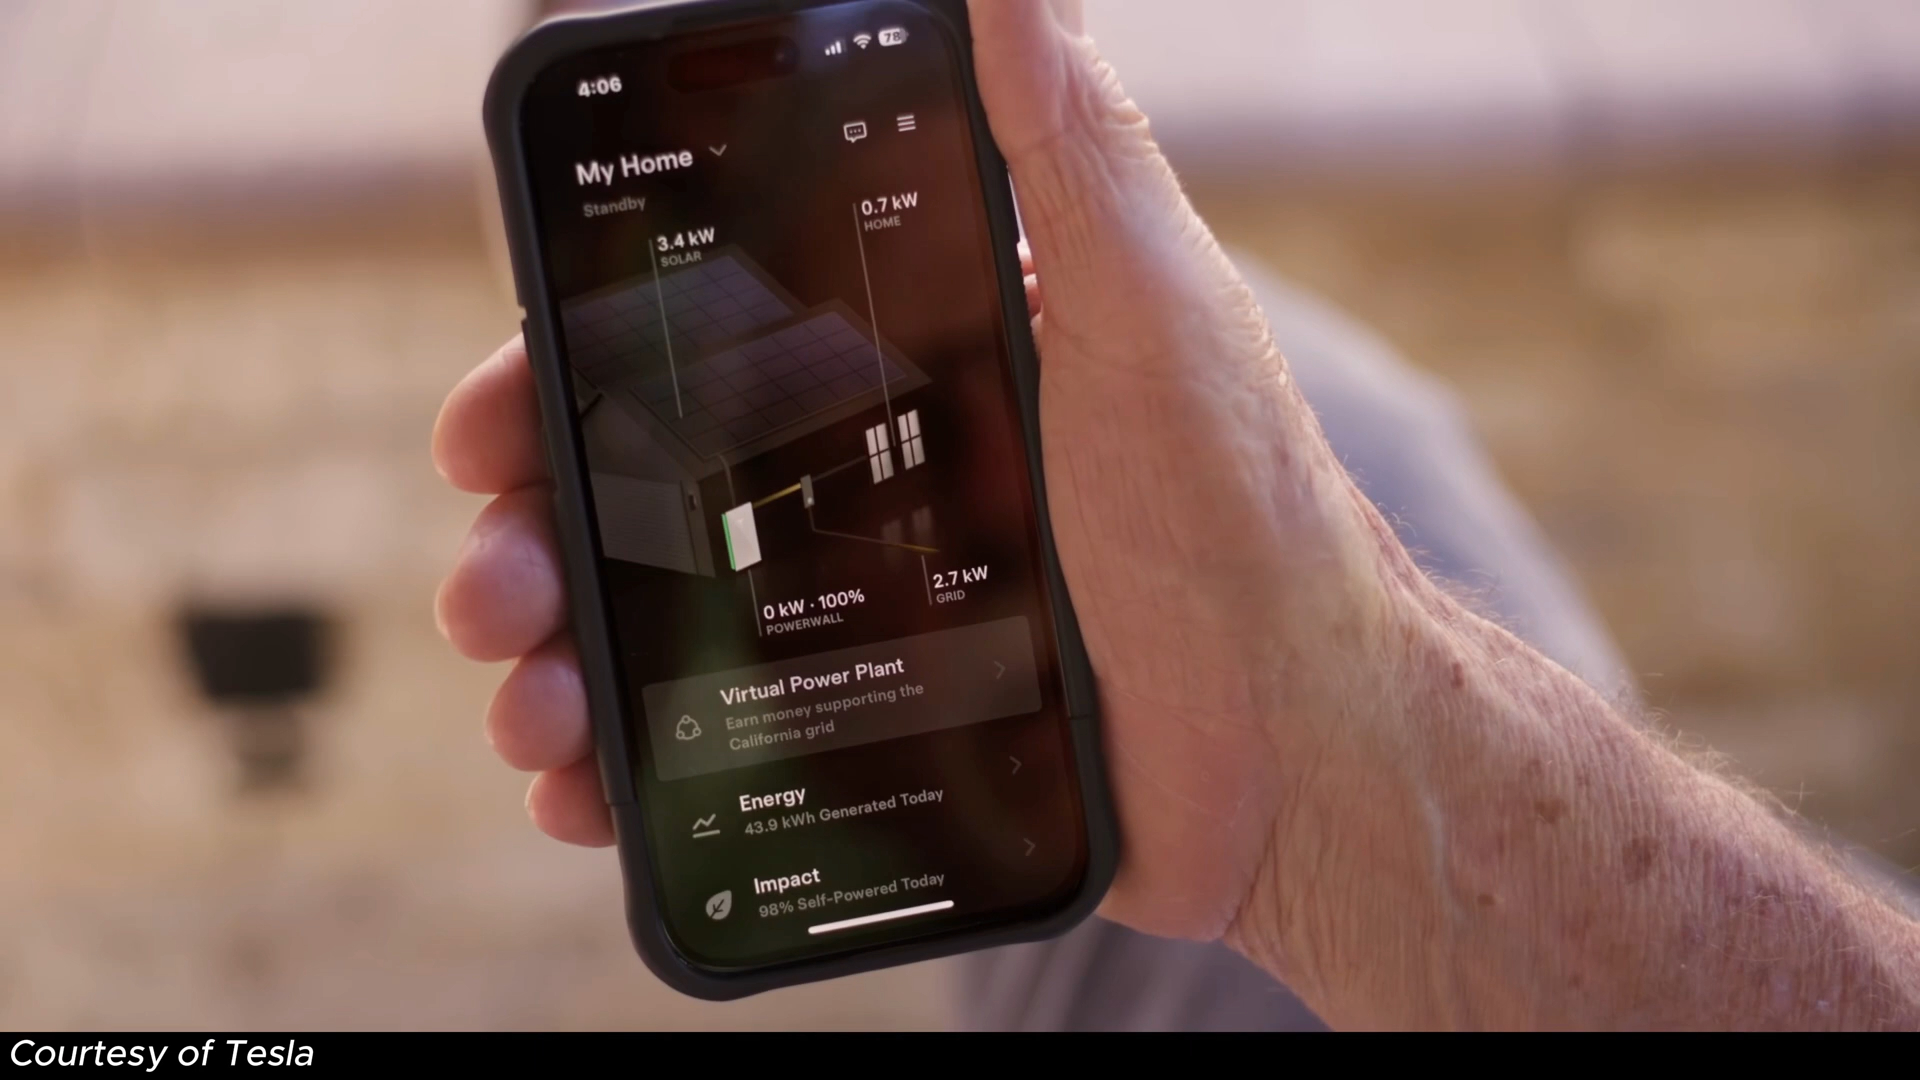 4:06
78
My Home
Standby
0.7 kW
HOME
3.4 kW
SOLAR
2.7 kW
GRID
0 kW · 100%
POWERWALL
Virtual Power Plant
Earn money supporting the
California grid
Energy
43.9 kWh Generated Today
Impact
98% Self-Powered Today
Courtesy of Tesla